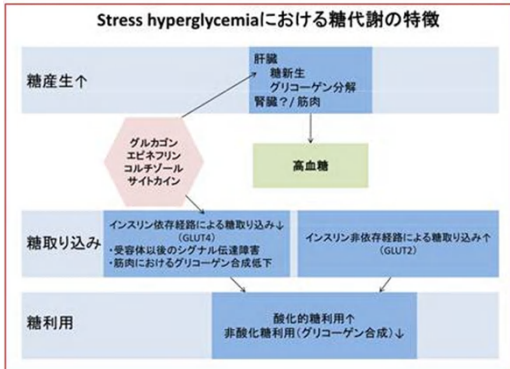 Stress hyperglycemiaにおける糖代謝の特徴
糖産生↑
肝臓
糖新生
グリコーゲン分解
腎臓？/筋肉
グルカゴン
エピネフリン
コルチゾール
サイトカイン
高血糖
糖取り込み
インスリン依存経路による糖取り込み↓
(GLUT4)
・受容体以後のシグナル伝達障害
・筋肉におけるグリコーゲン合成低下
インスリン非依存経路による糖取り込み↑
(GLUT2)
糖利用
酸化的糖利用↑
非酸化糖利用(グリコーゲン合成)↓